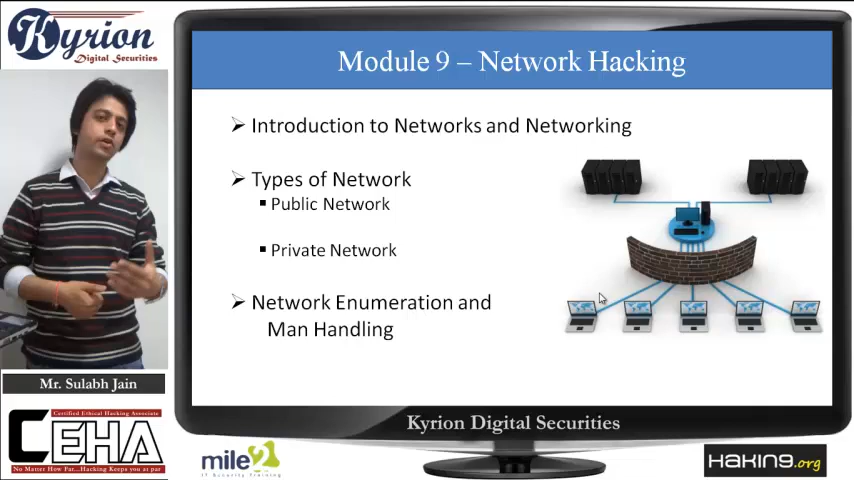 Kyrion
Digital Securities
Module 9 – Network Hacking
Introduction to Networks and Networking
Types of Network
Public Network
Private Network
Network Enumeration and
Man Handling
Mr. Sulabh Jain
Certified Ethical Hacking Associate
CEHA
No Matter How Far...Hacking Keeps you at par
Kyrion Digital Securities
mile2
IT Security Training
HAKIN9.org